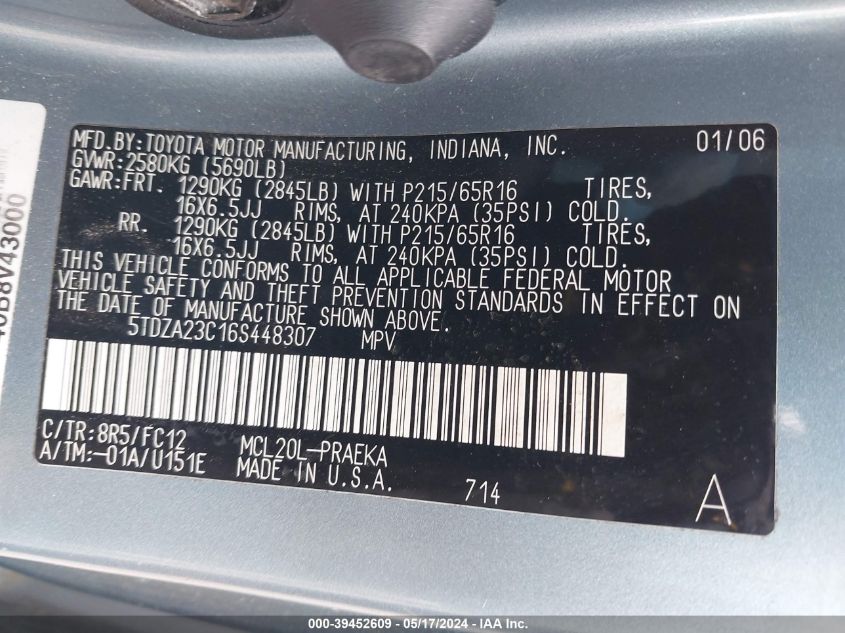 MFD.BY:TOYOTA MOTOR MANUFACTURING, INDIANA, INC. 01/06
GVWR:2580KG (5690LB)
GAWR:FRT. 1290KG (2845LB) WITH P215/65R16 TIRES,
16X6.5JJ RIMS, AT 240KPA (35PSI) COLD.
RR. 1290KG (2845LB) WITH P215/65R16 TIRES,
16X6.5JJ RIMS, AT 240KPA (35PSI) COLD.
THIS VEHICLE CONFORMS TO ALL APPLICABLE FEDERAL MOTOR
VEHICLE SAFETY AND THEFT PREVENTION STANDARDS IN EFFECT ON
THE DATE OF MANUFACTURE SHOWN ABOVE.
5TDZA23C16S448307 MPV
C/TR:8R5/FC12 MCL20L-PRAEKA
A/TM:-01A/U151E MADE IN U.S.A.
714 A
000-39452609 - 05/17/2024 - IAAI.COM